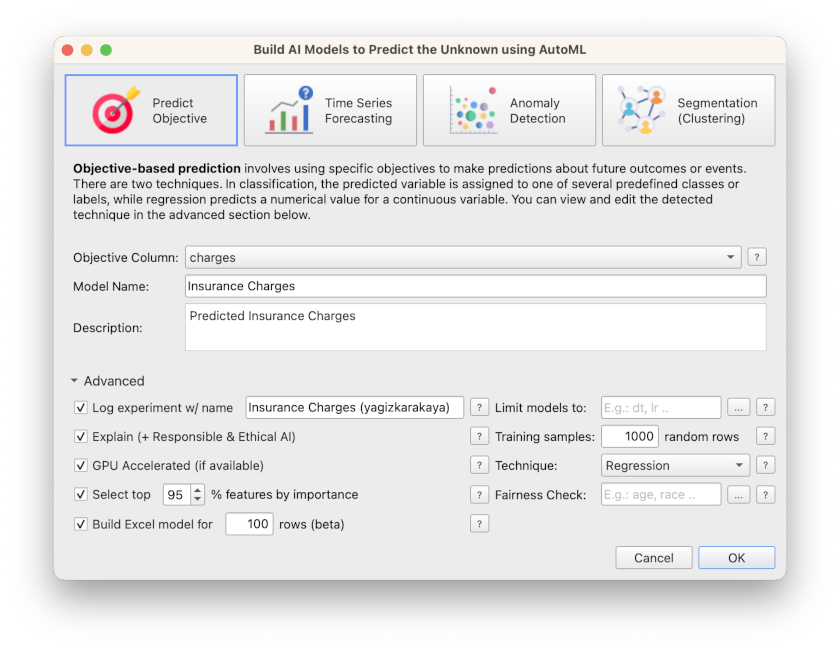 Build AI Models to Predict the Unknown using AutoML
Predict
Objective
Time Series
Forecasting
Anomaly
Detection
Segmentation
(Clustering)
Objective-based prediction involves using specific objectives to make predictions about future outcomes or events.
There are two techniques. In classification, the predicted variable is assigned to one of several predefined classes or
labels, while regression predicts a numerical value for a continuous variable. You can view and edit the detected
technique in the advanced section below.
Objective Column: charges ?
Model Name: Insurance Charges
Description: Predicted Insurance Charges
Advanced
Log experiment w/ name Insurance Charges (yagizkarakaya) ? Limit models to: E.g.: dt, lr .. ... ?
Explain (+ Responsible & Ethical AI) ? Training samples: 1000 random rows ?
GPU Accelerated (if available) ? Technique: Regression ?
Select top 95 % features by importance ? Fairness Check: E.g.: age, race .. ... ?
Build Excel model for 100 rows (beta) ?
Cancel OK